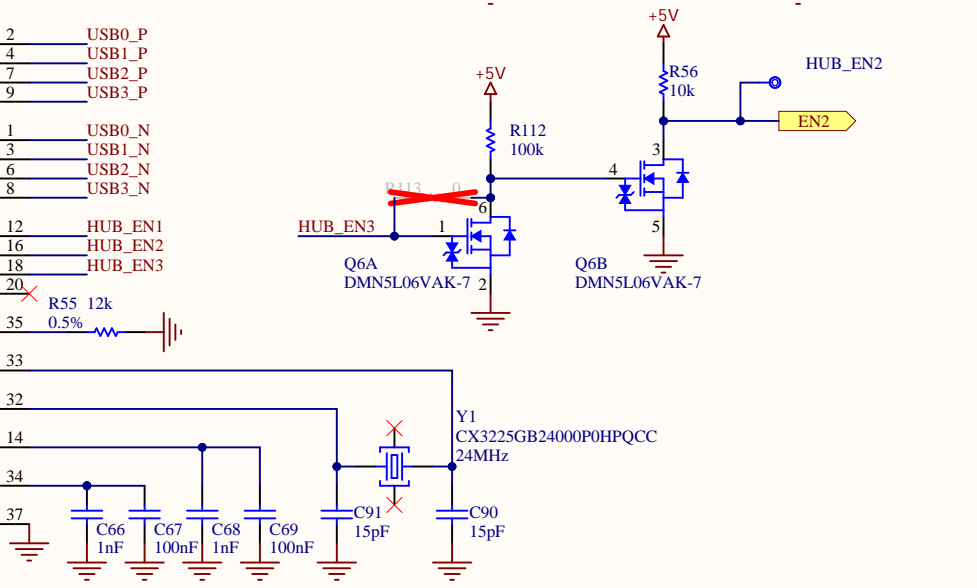 +5V
2 USB0_P
4 USB1_P
7 USB2_P
9 USB3_P
1 USB0_N
3 USB1_N
6 USB2_N
8 USB3_N
12 HUB_EN1
16 HUB_EN2
18 HUB_EN3
20
R55 12k
0.5%
35
33
32
14
34
37
+5V
R112
100k
R113 0
6
HUB_EN3
1
Q6A
DMN5L06VAK-7
2
R56
10k
HUB_EN2
EN2
3
4
5
Q6B
DMN5L06VAK-7
Y1
CX3225GB24000P0HPQCC
24MHz
C66
1nF
C67
100nF
C68
1nF
C69
100nF
C91
15pF
C90
15pF